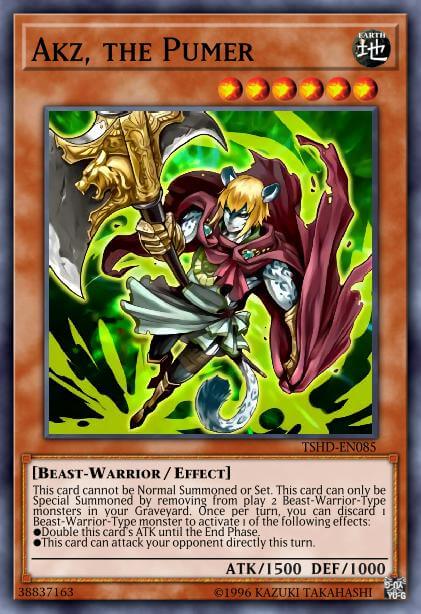 Akz, the Pumer
EARTH
地
TSHD-EN085
[Beast-Warrior / Effect]
This card cannot be Normal Summoned or Set. This card can only be
Special Summoned by removing from play 2 Beast-Warrior-Type
monsters in your Graveyard. Once per turn, you can discard 1
Beast-Warrior-Type monster to activate 1 of the following effects:
●Double this card's ATK until the End Phase.
●This card can attack your opponent directly this turn.
ATK/1500 DEF/1000
38837163
©1996 KAZUKI TAKAHASHI